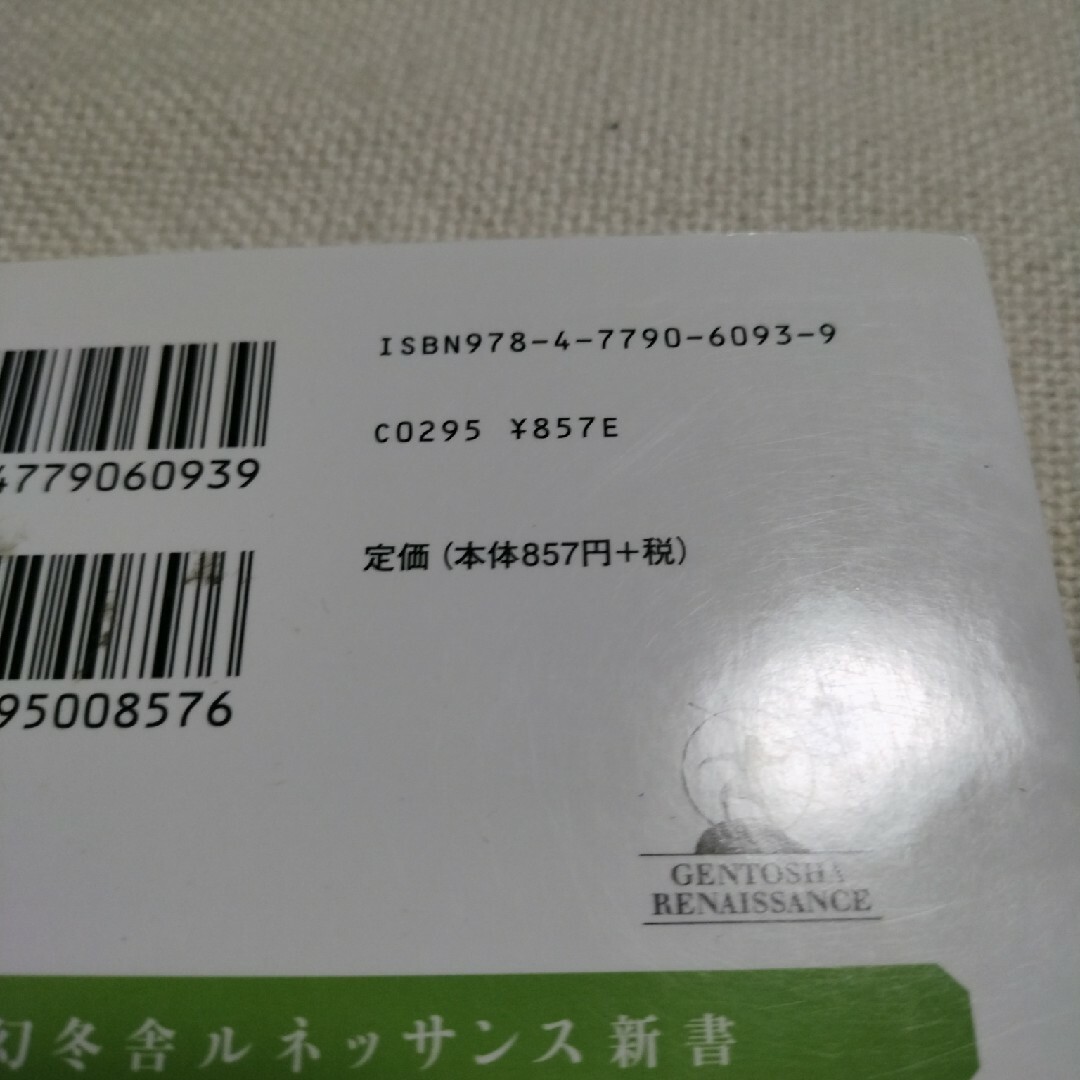 ISBN978-4-7790-6093-9
C0295 ¥857E
4779060939
定価（本体857円＋税）
95008576
GENTOSHA
RENAISSANCE
幻冬舎ルネッサンス新書